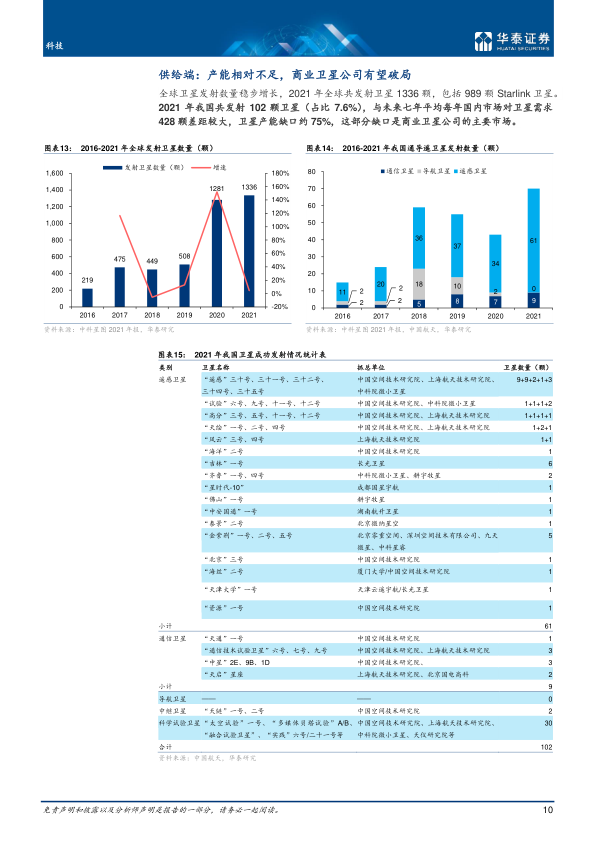 科技
华泰证券
HUATAI SECURITIES
供给端：产能相对不足，商业卫星公司有望破局
全球卫星发射数量稳步增长，2021 年全球共发射卫星 1336 颗，包括 989 颗 Starlink 卫星。
2021 年我国共发射 102 颗卫星（占比 7.6%），与未来七年平均每年国内市场对卫星需求
428 颗差距较大，卫星产能缺口约 75%，这部分缺口是商业卫星公司的主要市场。
图表13： 2016-2021 年全球发射卫星数量（颗）
发射卫星数量（颗） 增速
1,600
1,400
1,200
1,000
800
600
400
200
0
180%
160%
140%
120%
100%
80%
60%
40%
20%
0%
-20%
219
475
449
508
1281
1336
2016 2017 2018 2019 2020 2021
资料来源：中科星图 2021 年报、华泰研究
图表14： 2016-2021 年我国通导遥卫星发射数量（颗）
通信卫星 导航卫星 遥感卫星
80
70
60
50
40
30
20
10
0
11 2 2
20 2 2
36 18 5
37 10 8
34 2 7
61 0 9
2016 2017 2018 2019 2020 2021
资料来源：中科星图 2021 年报、中国航天、华泰研究
图表15： 2021 年我国卫星成功发射情况统计表
类别 卫星名称 抓总单位 卫星数量（颗）
遥感卫星 “遥感”三十号、三十一号、三十二号、 中国空间技术研究院、上海航天技术研究院、 9+9+2+1+3
三十四号、三十五号 中科院微小卫星
“试验”六号、九号、十一号、十二号 中国空间技术研究院、中科院微小卫星 1+1+1+2
“高分”三号、五号、十一号、十二号 中国空间技术研究院、上海航天技术研究院 1+1+1+1
“天绘”一号、二号、四号 中国空间技术研究院、上海航天技术研究院 1+2+1
“风云”三号、四号 上海航天技术研究院 1+1
“海洋”二号 中国空间技术研究院 1
“吉林”一号 长光卫星 6
“齐鲁”一号、四号 中科院微小卫星、耕宇牧星 2
“星时代-10” 成都国星宇航 1
“佛山”一号 耕宇牧星 1
“中安国通”一号 湖南航升卫星 1
“泰景”二号 北京微纳星空 1
“金紫荆”一号、二号、五号 北京零重空间、深圳空间技术有限公司、九天 5
微星、中科星睿
“北京”三号 中国空间技术研究院 1
“海丝”二号 厦门大学/中国空间技术研究院 1
“天津大学”一号 天津云遥宇航/长光卫星 1
“资源”一号 中国空间技术研究院 1
小计 61
通信卫星 “天通”一号 中国空间技术研究院 1
“通信技术试验卫星”六号、七号、九号 中国空间技术研究院、上海航天技术研究院 3
“中星”2E、9B、1D 中国空间技术研究院、 3
“天启”星座 上海航天技术研究院、北京国电高科 2
小计 9
导航卫星 —— —— 0
中继卫星 “天链”一号、二号 中国空间技术研究院 2
科学试验卫星 “太空试验”一号、“多媒体贝塔试验”A/B、 中国空间技术研究院、上海航天技术研究院、 30
“融合试验卫星”、“实践”六号/二十一号等 中科院微小卫星、天仪研究院等
合计 102
资料来源：中国航天、华泰研究
免责声明和披露以及分析师声明是报告的一部分，请务必一起阅读。 10